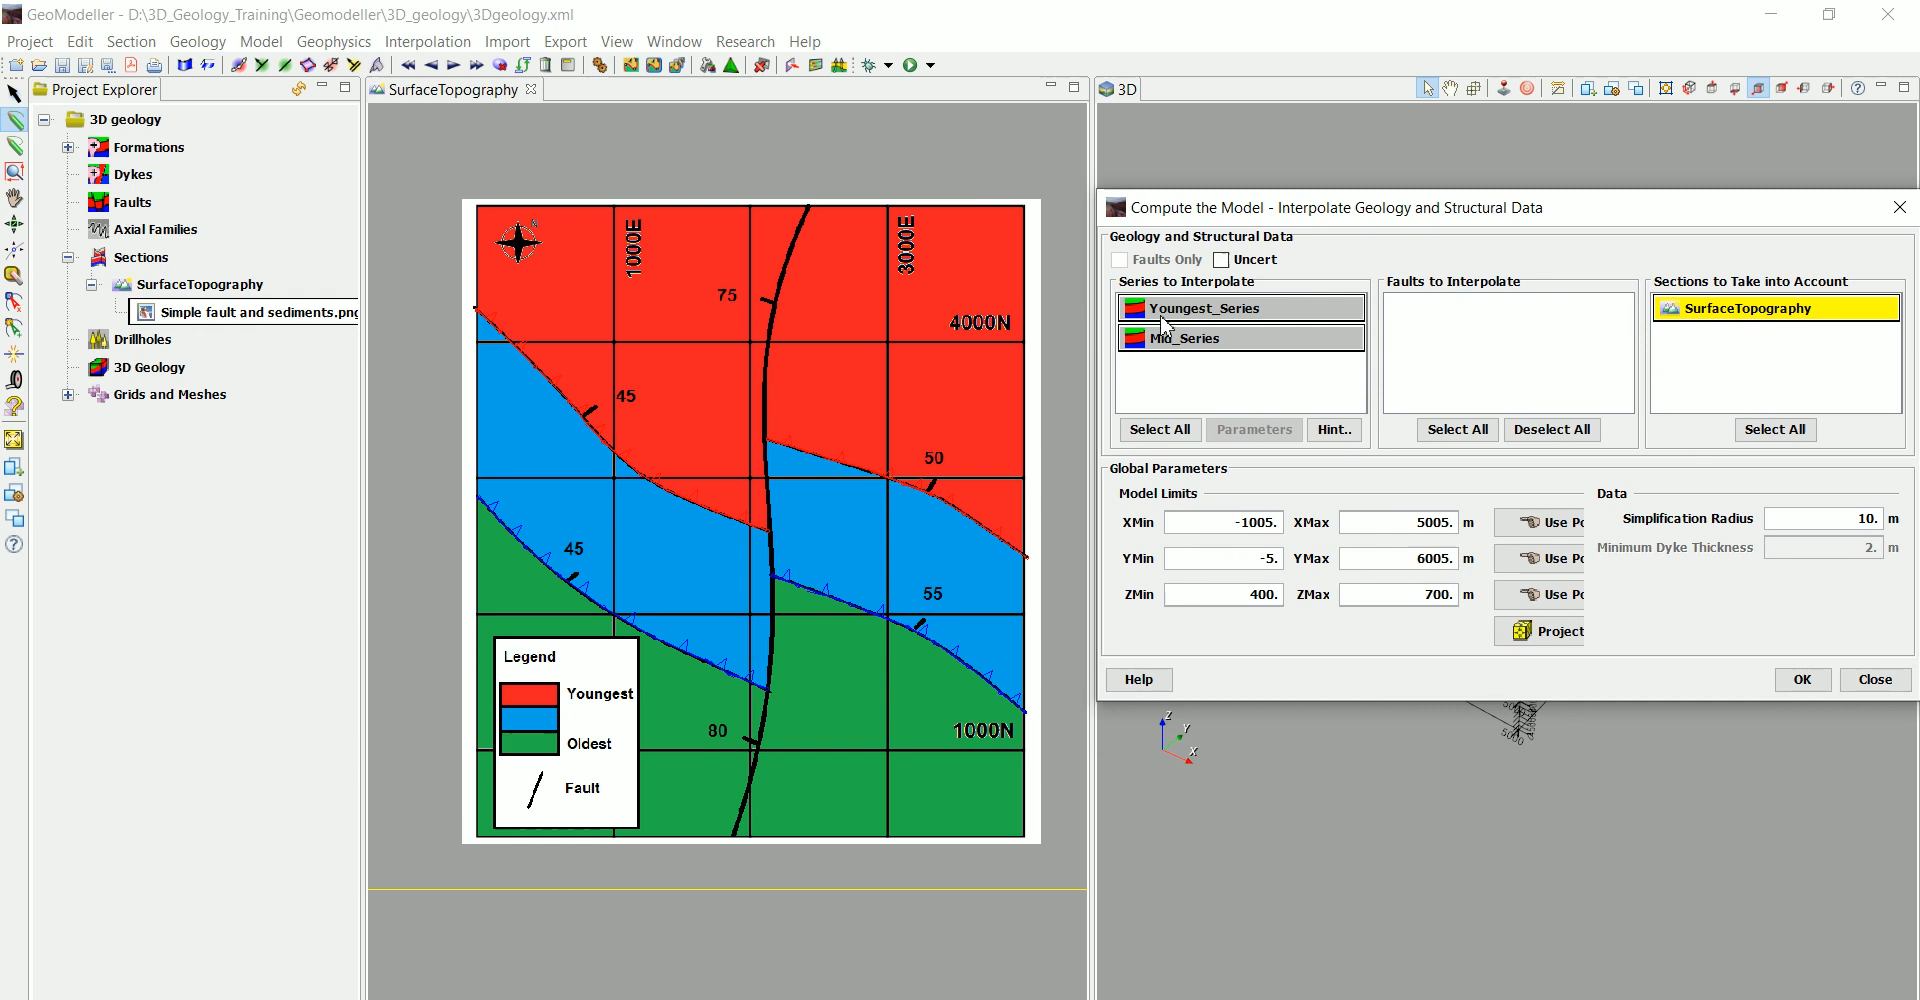 GeoModeller - D:\3D_Geology_Training\Geomodeller\3D_geology\3Dgeology.xml
Project Edit Section Geology Model Geophysics Interpolation Import Export View Window Research Help
Project Explorer
SurfaceTopography
3D
3D geology
Formations
Dykes
Faults
Axial Families
Sections
SurfaceTopography
Simple fault and sediments.png
Drillholes
3D Geology
Grids and Meshes
N
1000E
3000E
75
4000N
45
50
45
55
80
1000N
Legend
Youngest
Oldest
Fault
Compute the Model - Interpolate Geology and Structural Data
Geology and Structural Data
Faults Only Uncert
Series to Interpolate
Faults to Interpolate
Sections to Take into Account
Youngest_Series
Mid_Series
SurfaceTopography
Select All Parameters Hint..
Select All Deselect All
Select All
Global Parameters
Model Limits
Data
XMin -1005. XMax 5005. m Use Po
Simplification Radius 10. m
YMin -5. YMax 6005. m Use Po
Minimum Dyke Thickness 2. m
ZMin 400. ZMax 700. m Use Po
Project
Help OK Close
Z
Y
X
5000